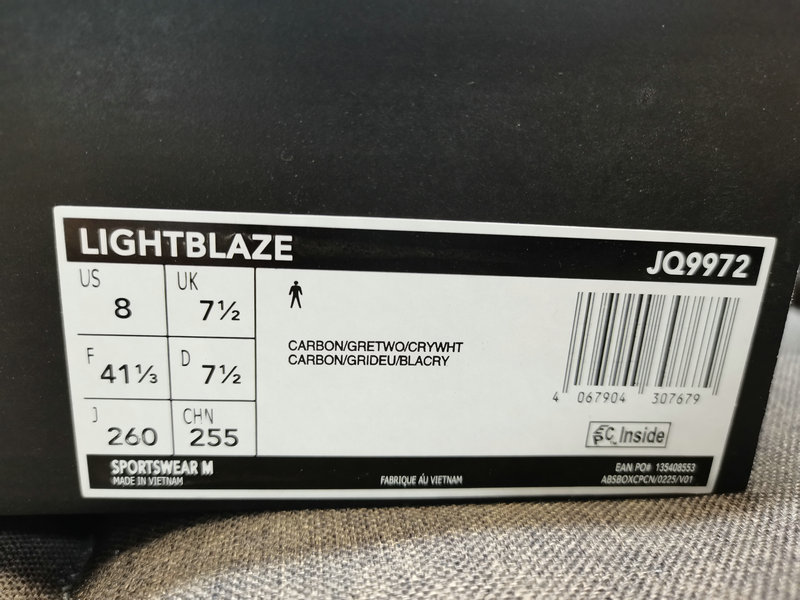 LIGHTBLAZE JQ9972
US 8 UK 7½
F 41⅓ D 7½
J 260 CHN 255
CARBON/GRETWO/CRYWHT
CARBON/GRIDEU/BLACRY
4 067904 307679
Inside
SPORTSWEAR M
MADE IN VIETNAM
FABRIQUE AU VIETNAM
EAN PO# 135408553
ABSBOXCPCN/0225/V01